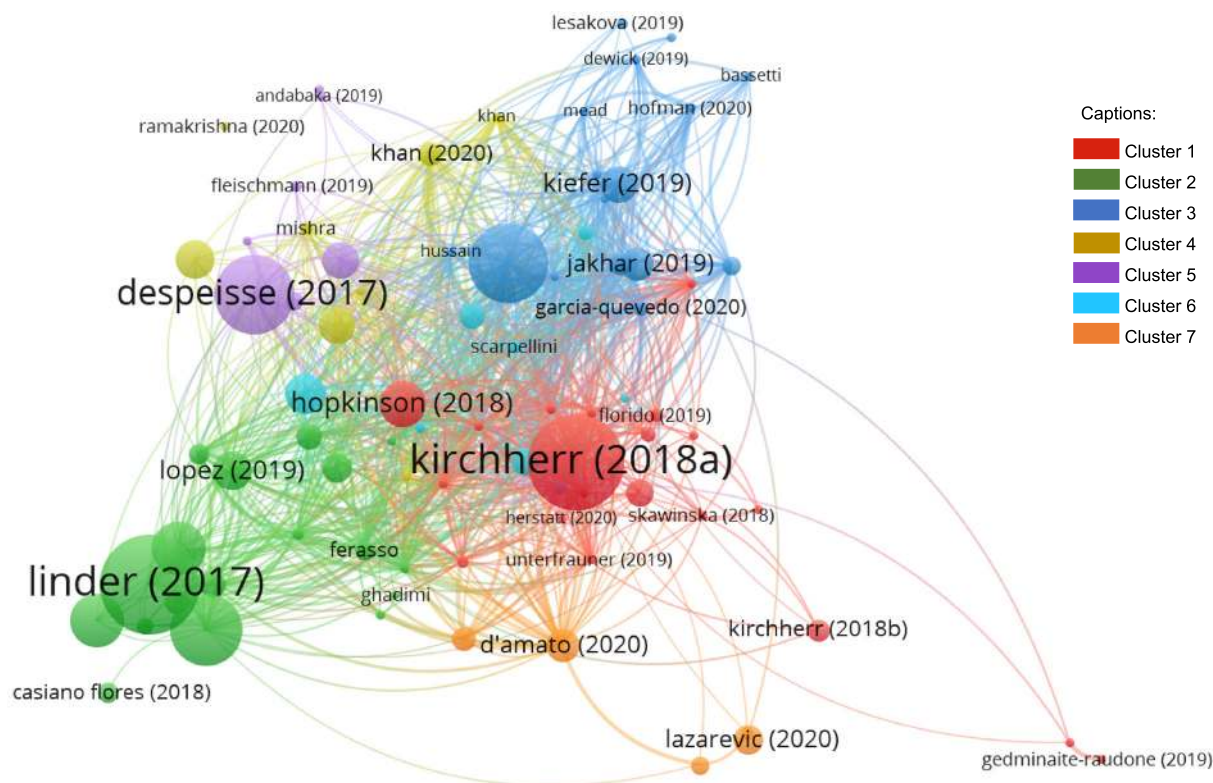 lesakova (2019)
dewick (2019)
bassetti
andabaka (2019)
mead
hofman (2020)
khan
ramakrishna (2020)
khan (2020)
fleischmann (2019)
kiefer (2019)
mishra
hussain
jakhar (2019)
despeisse (2017)
garcia-quevedo (2020)
scarpellini
hopkinson (2018)
florido (2019)
kirchherr (2018a)
lopez (2019)
herstatt (2020)
skawinska (2018)
ferasso
unterfrauner (2019)
linder (2017)
ghadimi
kirchherr (2018b)
d'amato (2020)
casiano flores (2018)
lazarevic (2020)
gedminaite-raudone (2019)
Captions:
Cluster 1
Cluster 2
Cluster 3
Cluster 4
Cluster 5
Cluster 6
Cluster 7